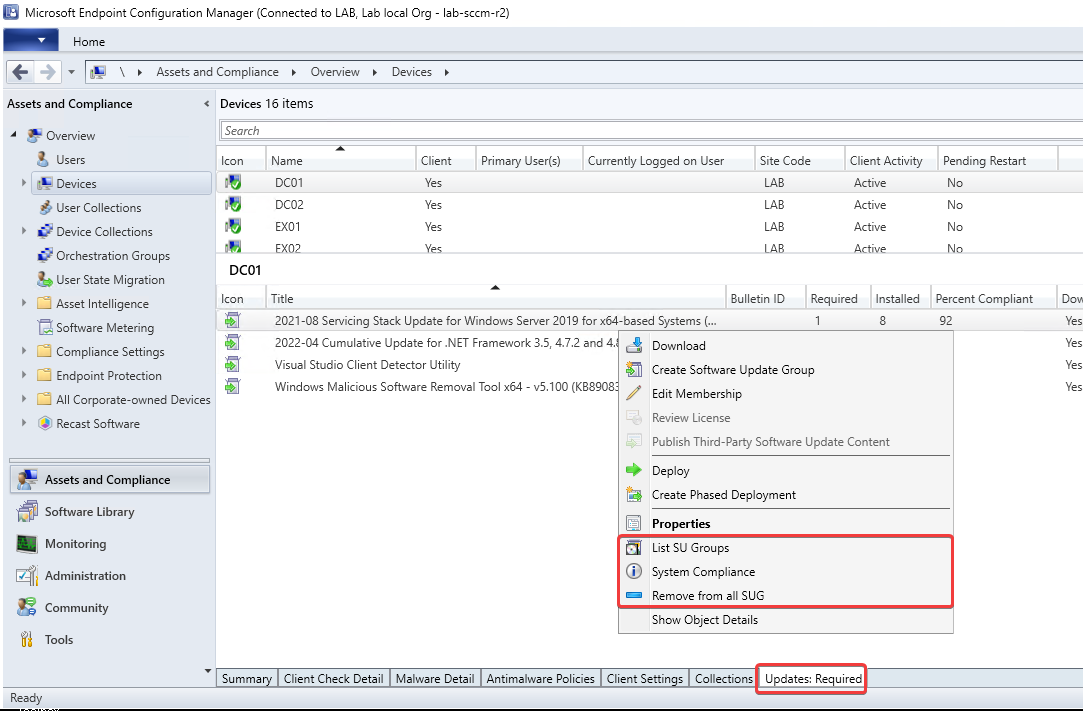 Microsoft Endpoint Configuration Manager (Connected to LAB, Lab local Org - lab-sccm-r2)
Home
\ Assets and Compliance Overview Devices
Assets and Compliance
Overview
Users
Devices
User Collections
Device Collections
Orchestration Groups
User State Migration
Asset Intelligence
Software Metering
Compliance Settings
Endpoint Protection
All Corporate-owned Devices
Recast Software
Assets and Compliance
Software Library
Monitoring
Administration
Community
Tools
Devices 16 items
Search
Icon Name Client Primary User(s) Currently Logged on User Site Code Client Activity Pending Restart
DC01 Yes LAB Active No
DC02 Yes LAB Active No
EX01 Yes LAB Active No
EX02 Yes LAB Active No
DC01
Icon Title Bulletin ID Required Installed Percent Compliant Dow
2021-08 Servicing Stack Update for Windows Server 2019 for x64-based Systems (... 1 8 92 Yes
2022-04 Cumulative Update for .NET Framework 3.5, 4.7.2 and 4.8 Yes
Visual Studio Client Detector Utility Yes
Windows Malicious Software Removal Tool x64 - v5.100 (KB89083 Yes
Download
Create Software Update Group
Edit Membership
Review License
Publish Third-Party Software Update Content
Deploy
Create Phased Deployment
Properties
List SU Groups
System Compliance
Remove from all SUG
Show Object Details
Summary Client Check Detail Malware Detail Antimalware Policies Client Settings Collections Updates: Required
Ready